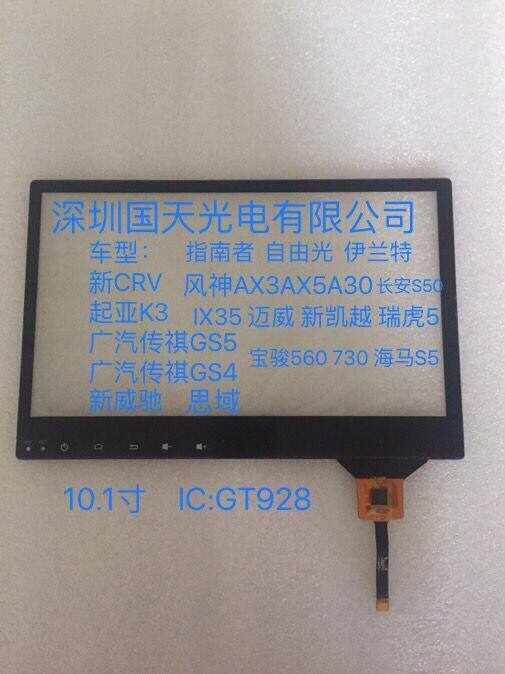 深圳国天光电有限公司
车型： 指南者 自由光 伊兰特
新CRV 风神AX3AX5A30 长安S50
起亚K3 IX35 迈威 新凯越 瑞虎5
广汽传祺GS5
宝骏560 730 海马S5
广汽传祺GS4
新威驰 思域
10.1寸 IC:GT928